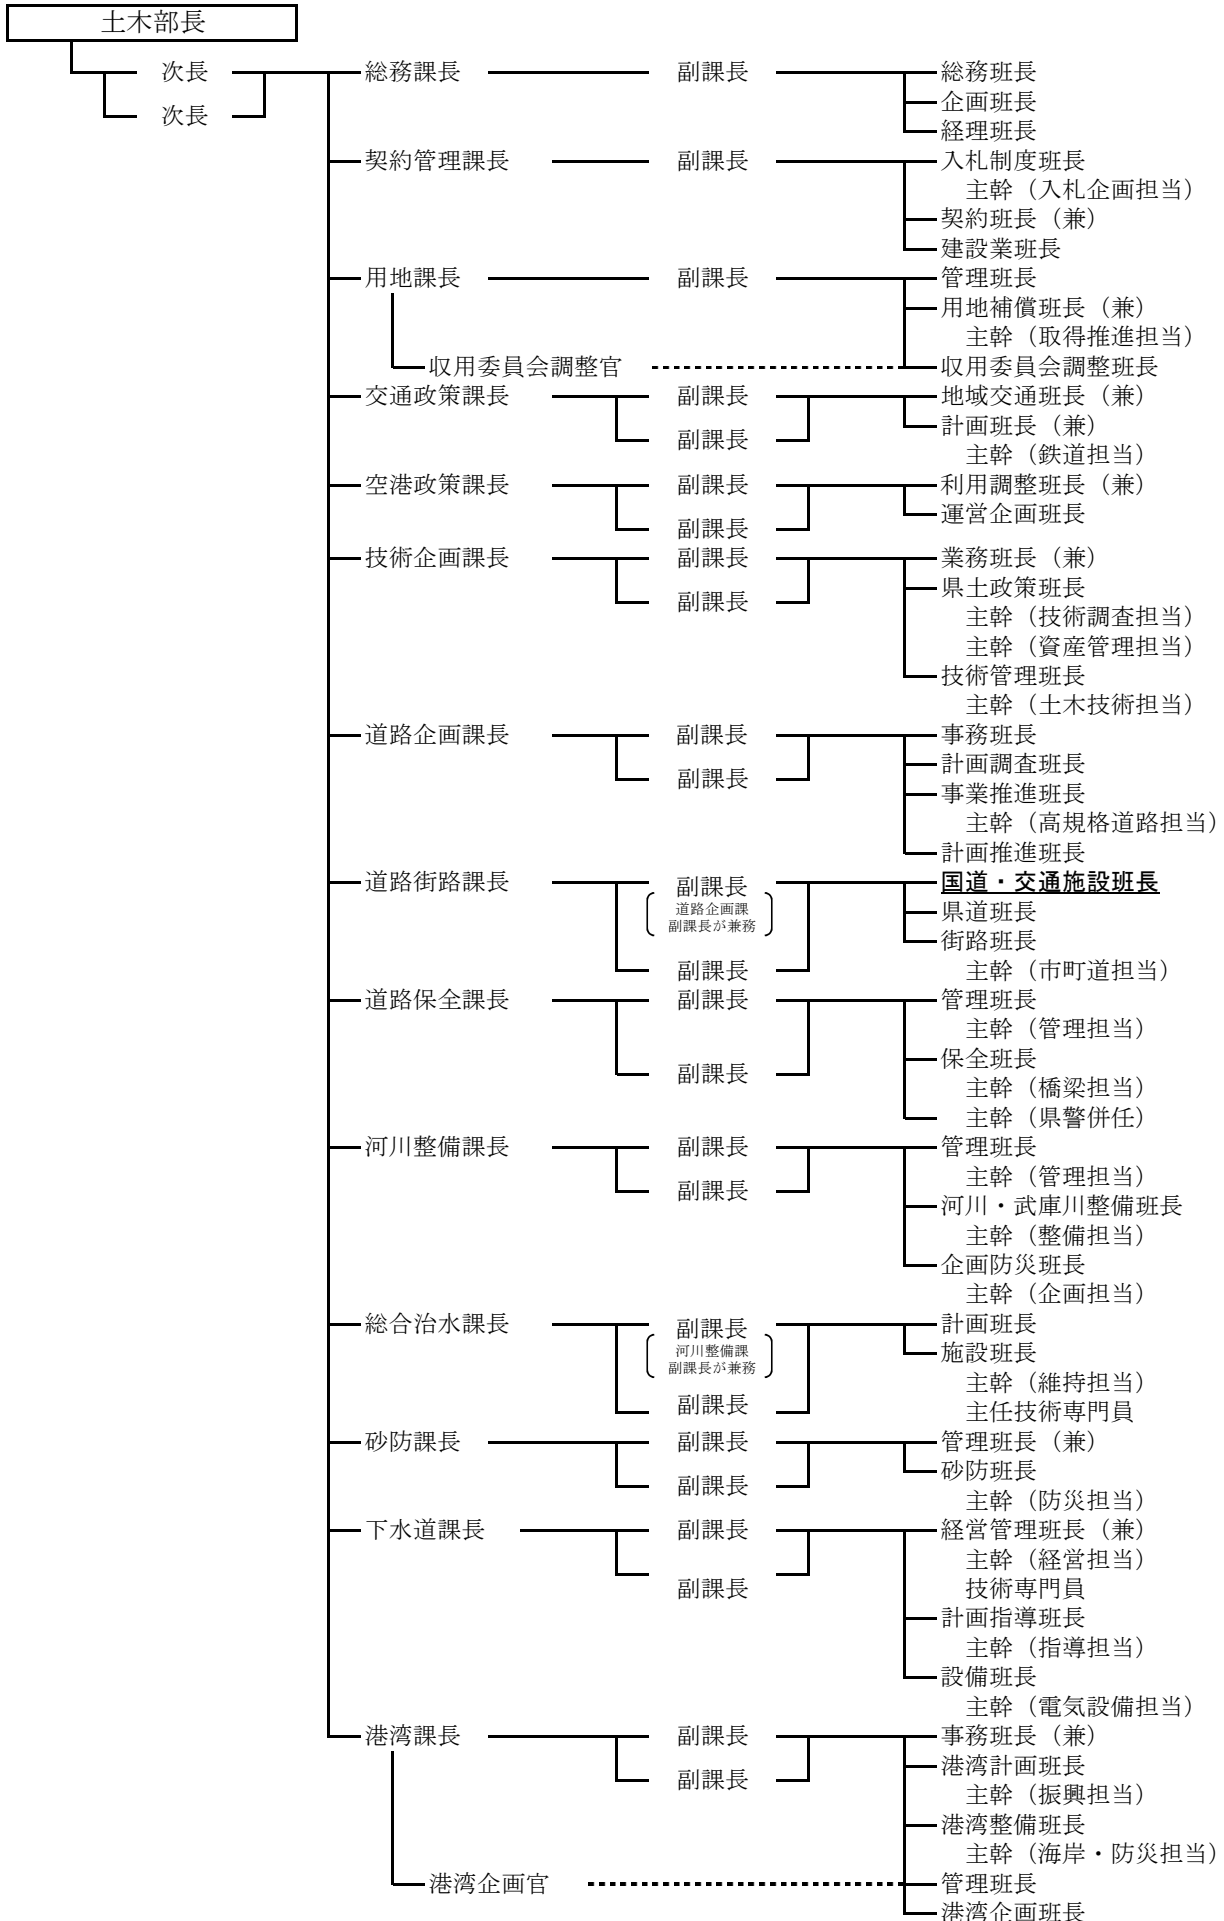 土木部長
次長 総務課長 副課長 総務班長
次長 企画班長
経理班長
契約管理課長 副課長 入札制度班長
主幹（入札企画担当）
契約班長（兼）
建設業班長
用地課長 副課長 管理班長
用地補償班長（兼）
主幹（取得推進担当）
収用委員会調整官 収用委員会調整班長
交通政策課長 副課長 地域交通班長（兼）
副課長 計画班長（兼）
主幹（鉄道担当）
空港政策課長 副課長 利用調整班長（兼）
副課長 運営企画班長
技術企画課長 副課長 業務班長（兼）
副課長 県土政策班長
主幹（技術調査担当）
主幹（資産管理担当）
技術管理班長
主幹（土木技術担当）
道路企画課長 副課長 事務班長
副課長 計画調査班長
事業推進班長
主幹（高規格道路担当）
計画推進班長
道路街路課長 副課長 国道・交通施設班長
道路企画課 県道班長
副課長が兼務 街路班長
副課長 主幹（市町道担当）
道路保全課長 副課長 管理班長
主幹（管理担当）
保全班長
副課長 主幹（橋梁担当）
主幹（県警併任）
河川整備課長 副課長 管理班長
副課長 主幹（管理担当）
河川・武庫川整備班長
主幹（整備担当）
企画防災班長
主幹（企画担当）
総合治水課長 副課長 計画班長
河川整備課 施設班長
副課長が兼務 主幹（維持担当）
副課長 主任技術専門員
砂防課長 副課長 管理班長（兼）
副課長 砂防班長
主幹（防災担当）
下水道課長 副課長 経営管理班長（兼）
主幹（経営担当）
副課長 技術専門員
計画指導班長
主幹（指導担当）
設備班長
主幹（電気設備担当）
港湾課長 副課長 事務班長（兼）
副課長 港湾計画班長
主幹（振興担当）
港湾整備班長
主幹（海岸・防災担当）
港湾企画官 管理班長
港湾企画班長